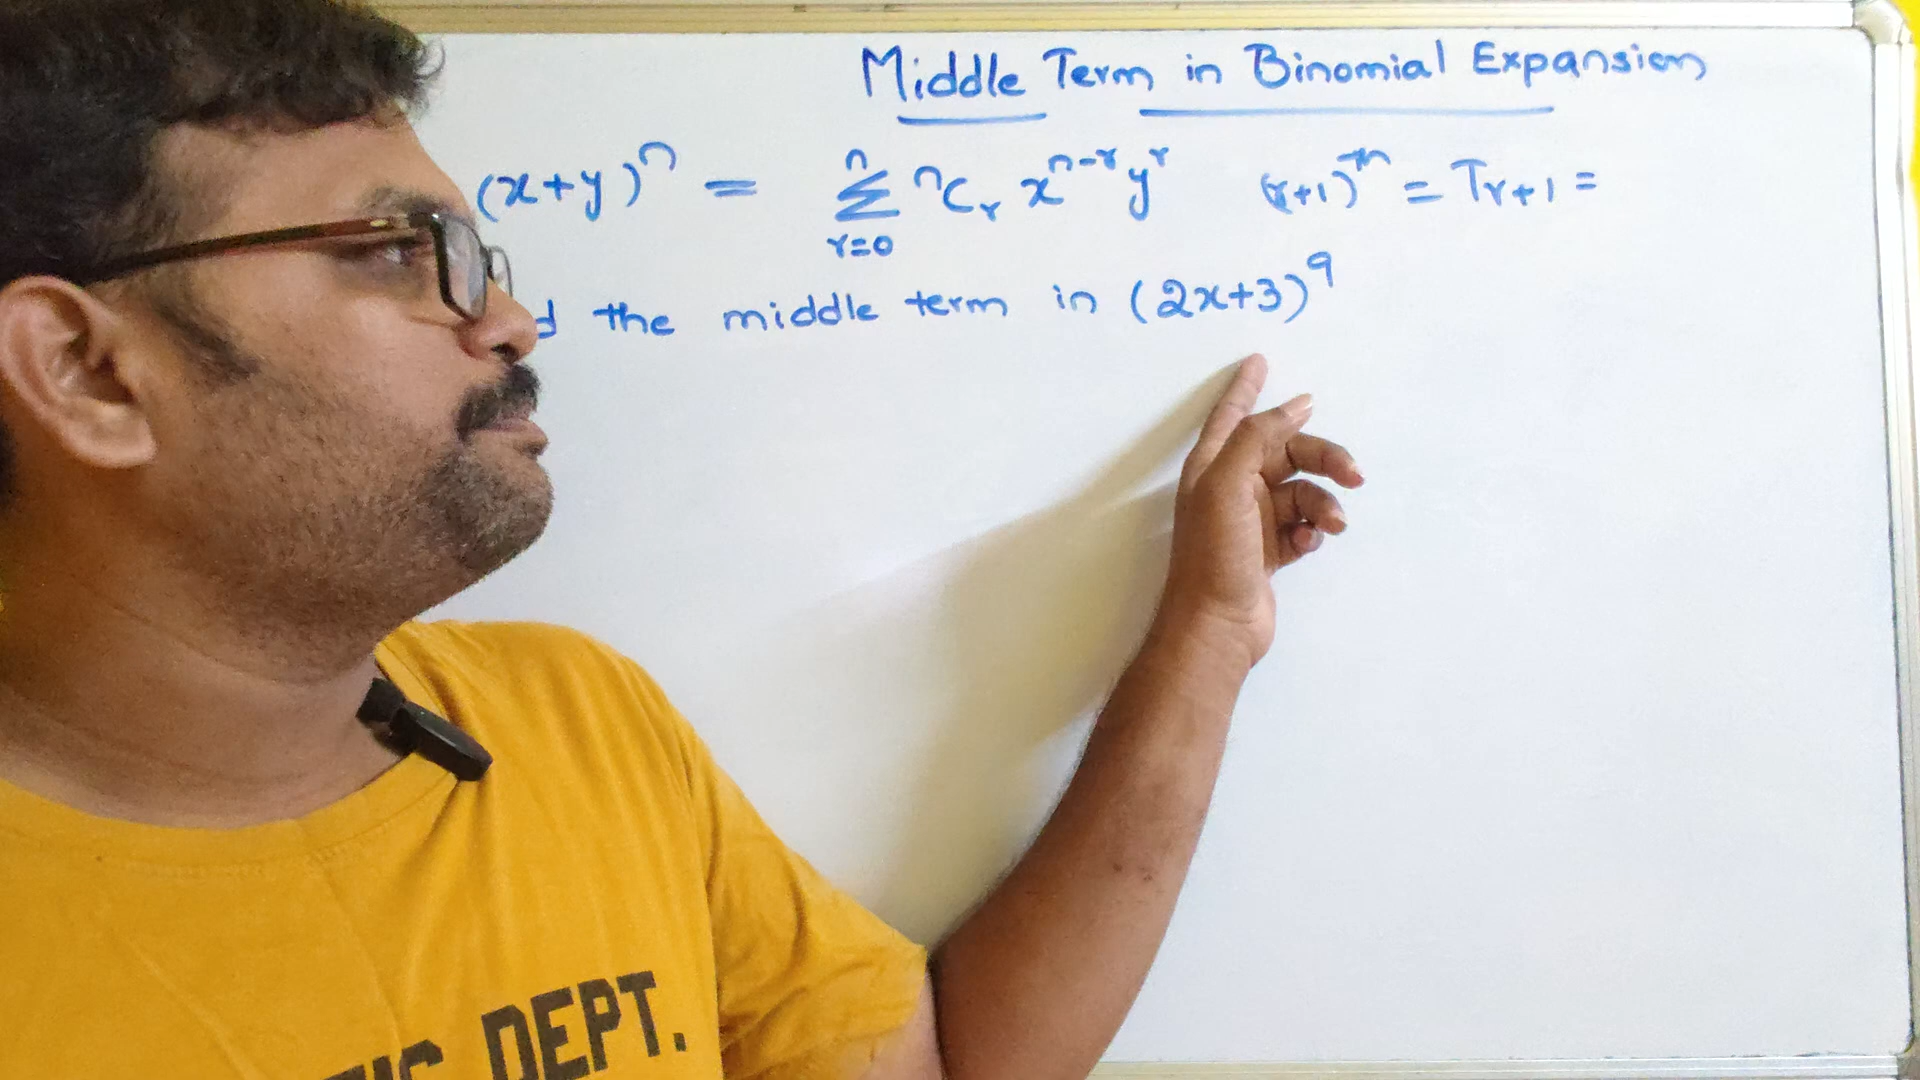 Middle Term in Binomial Expansion
(x+y)ⁿ = ⁿΣr=0 ⁿCᵣ xⁿ⁻ʳ yʳ (r+1)ᵗʰ = Tr+1 =
the middle term in (2x+3)⁹
DEPT.